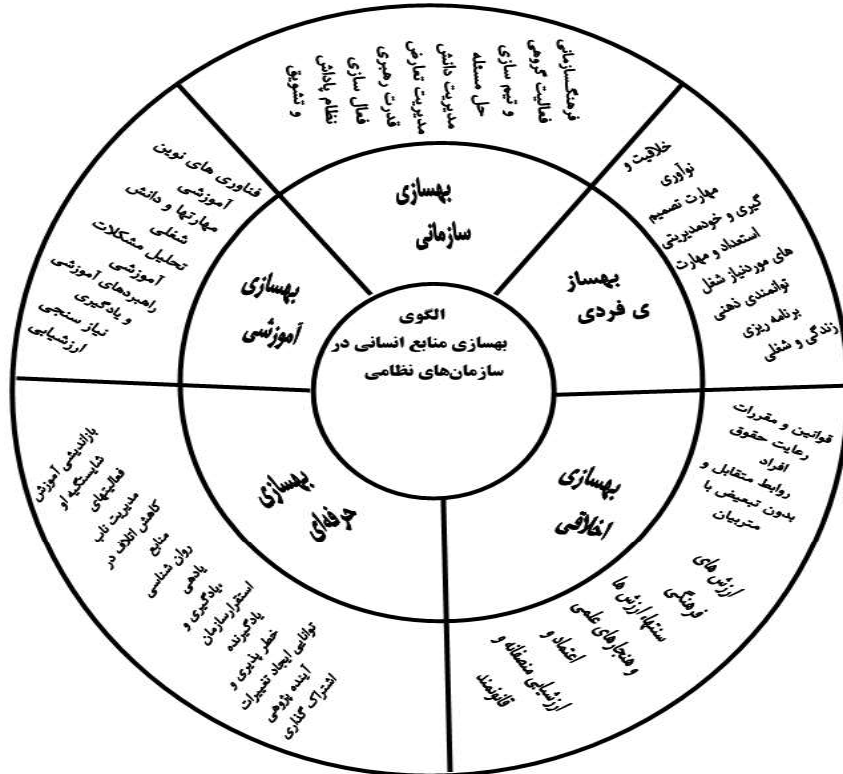 الگوی
بهسازی منابع انسانی در
سازمان‌های نظامی
بهسازی
سازمانی
فرهنگسازمانی
فعالیت گروهی
و تیم سازی
حل مسئله
مدیریت دانش
مدیریت تعارض
قدرت رهبری
فعال سازی
نظام پاداش
و تشویق
بهساز
ی فردی
خلاقیت و
نوآوری
مهارت تصمیم
گیری و خودمدیریتی
استعداد و مهارت
های موردنیاز شغل
توانمندی ذهنی
برنامه ریزی
زندگی و شغلی
بهسازی
اخلاقی
قوانین و مقررات
رعایت حقوق
افراد
روابط متقابل و
بدون تبعیض با
متربیان
ارزش های
فرهنگی
سنتها، ارزش ها
و هنجارهای علمی
اعتماد و
ارزشیابی منصفانه و
قانونمند
بهسازی
حرفه‌ای
بازاندیشی آموزش
شایستگیه او
فعالیتهای
مدیریت ناب
کاهش اتلاف در
منابع
روان شناسی
یادهی
،یادگیری و
استقرارسازمان
یادگیرنده
خطر پذیری و
توانایی ایجاد تغییرات
آینده پژوهی
اشتراک گذاری
بهسازی
آموزشی
فناوری های نوین
آموزشی
مهارتها و دانش
شغلی
تحلیل مشکلات
آموزشی
راهبردهای آموزشی
و یادگیری
نیاز سنجی
ارزشیابی